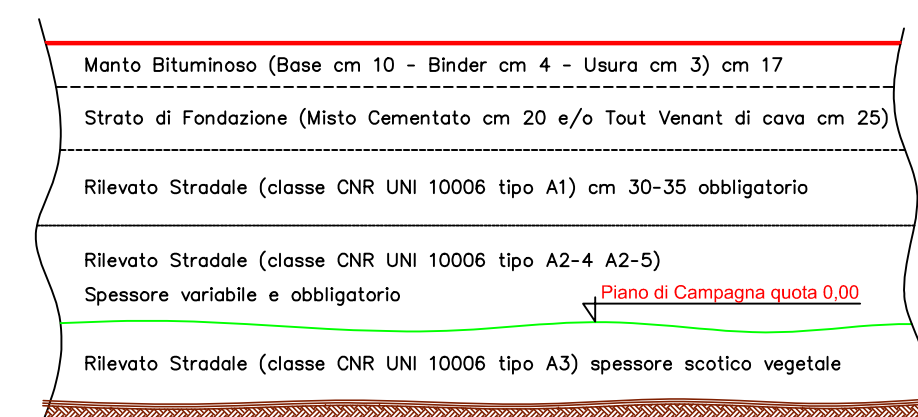 Manto Bituminoso (Base cm 10 - Binder cm 4 - Usura cm 3) cm 17
Strato di Fondazione (Misto Cementato cm 20 e/o Tout Venant di cava cm 25)
Rilevato Stradale (classe CNR UNI 10006 tipo A1) cm 30-35 obbligatorio
Rilevato Stradale (classe CNR UNI 10006 tipo A2-4 A2-5)
Spessore variabile e obbligatorio
Piano di Campagna quota 0,00
Rilevato Stradale (classe CNR UNI 10006 tipo A3) spessore scotico vegetale